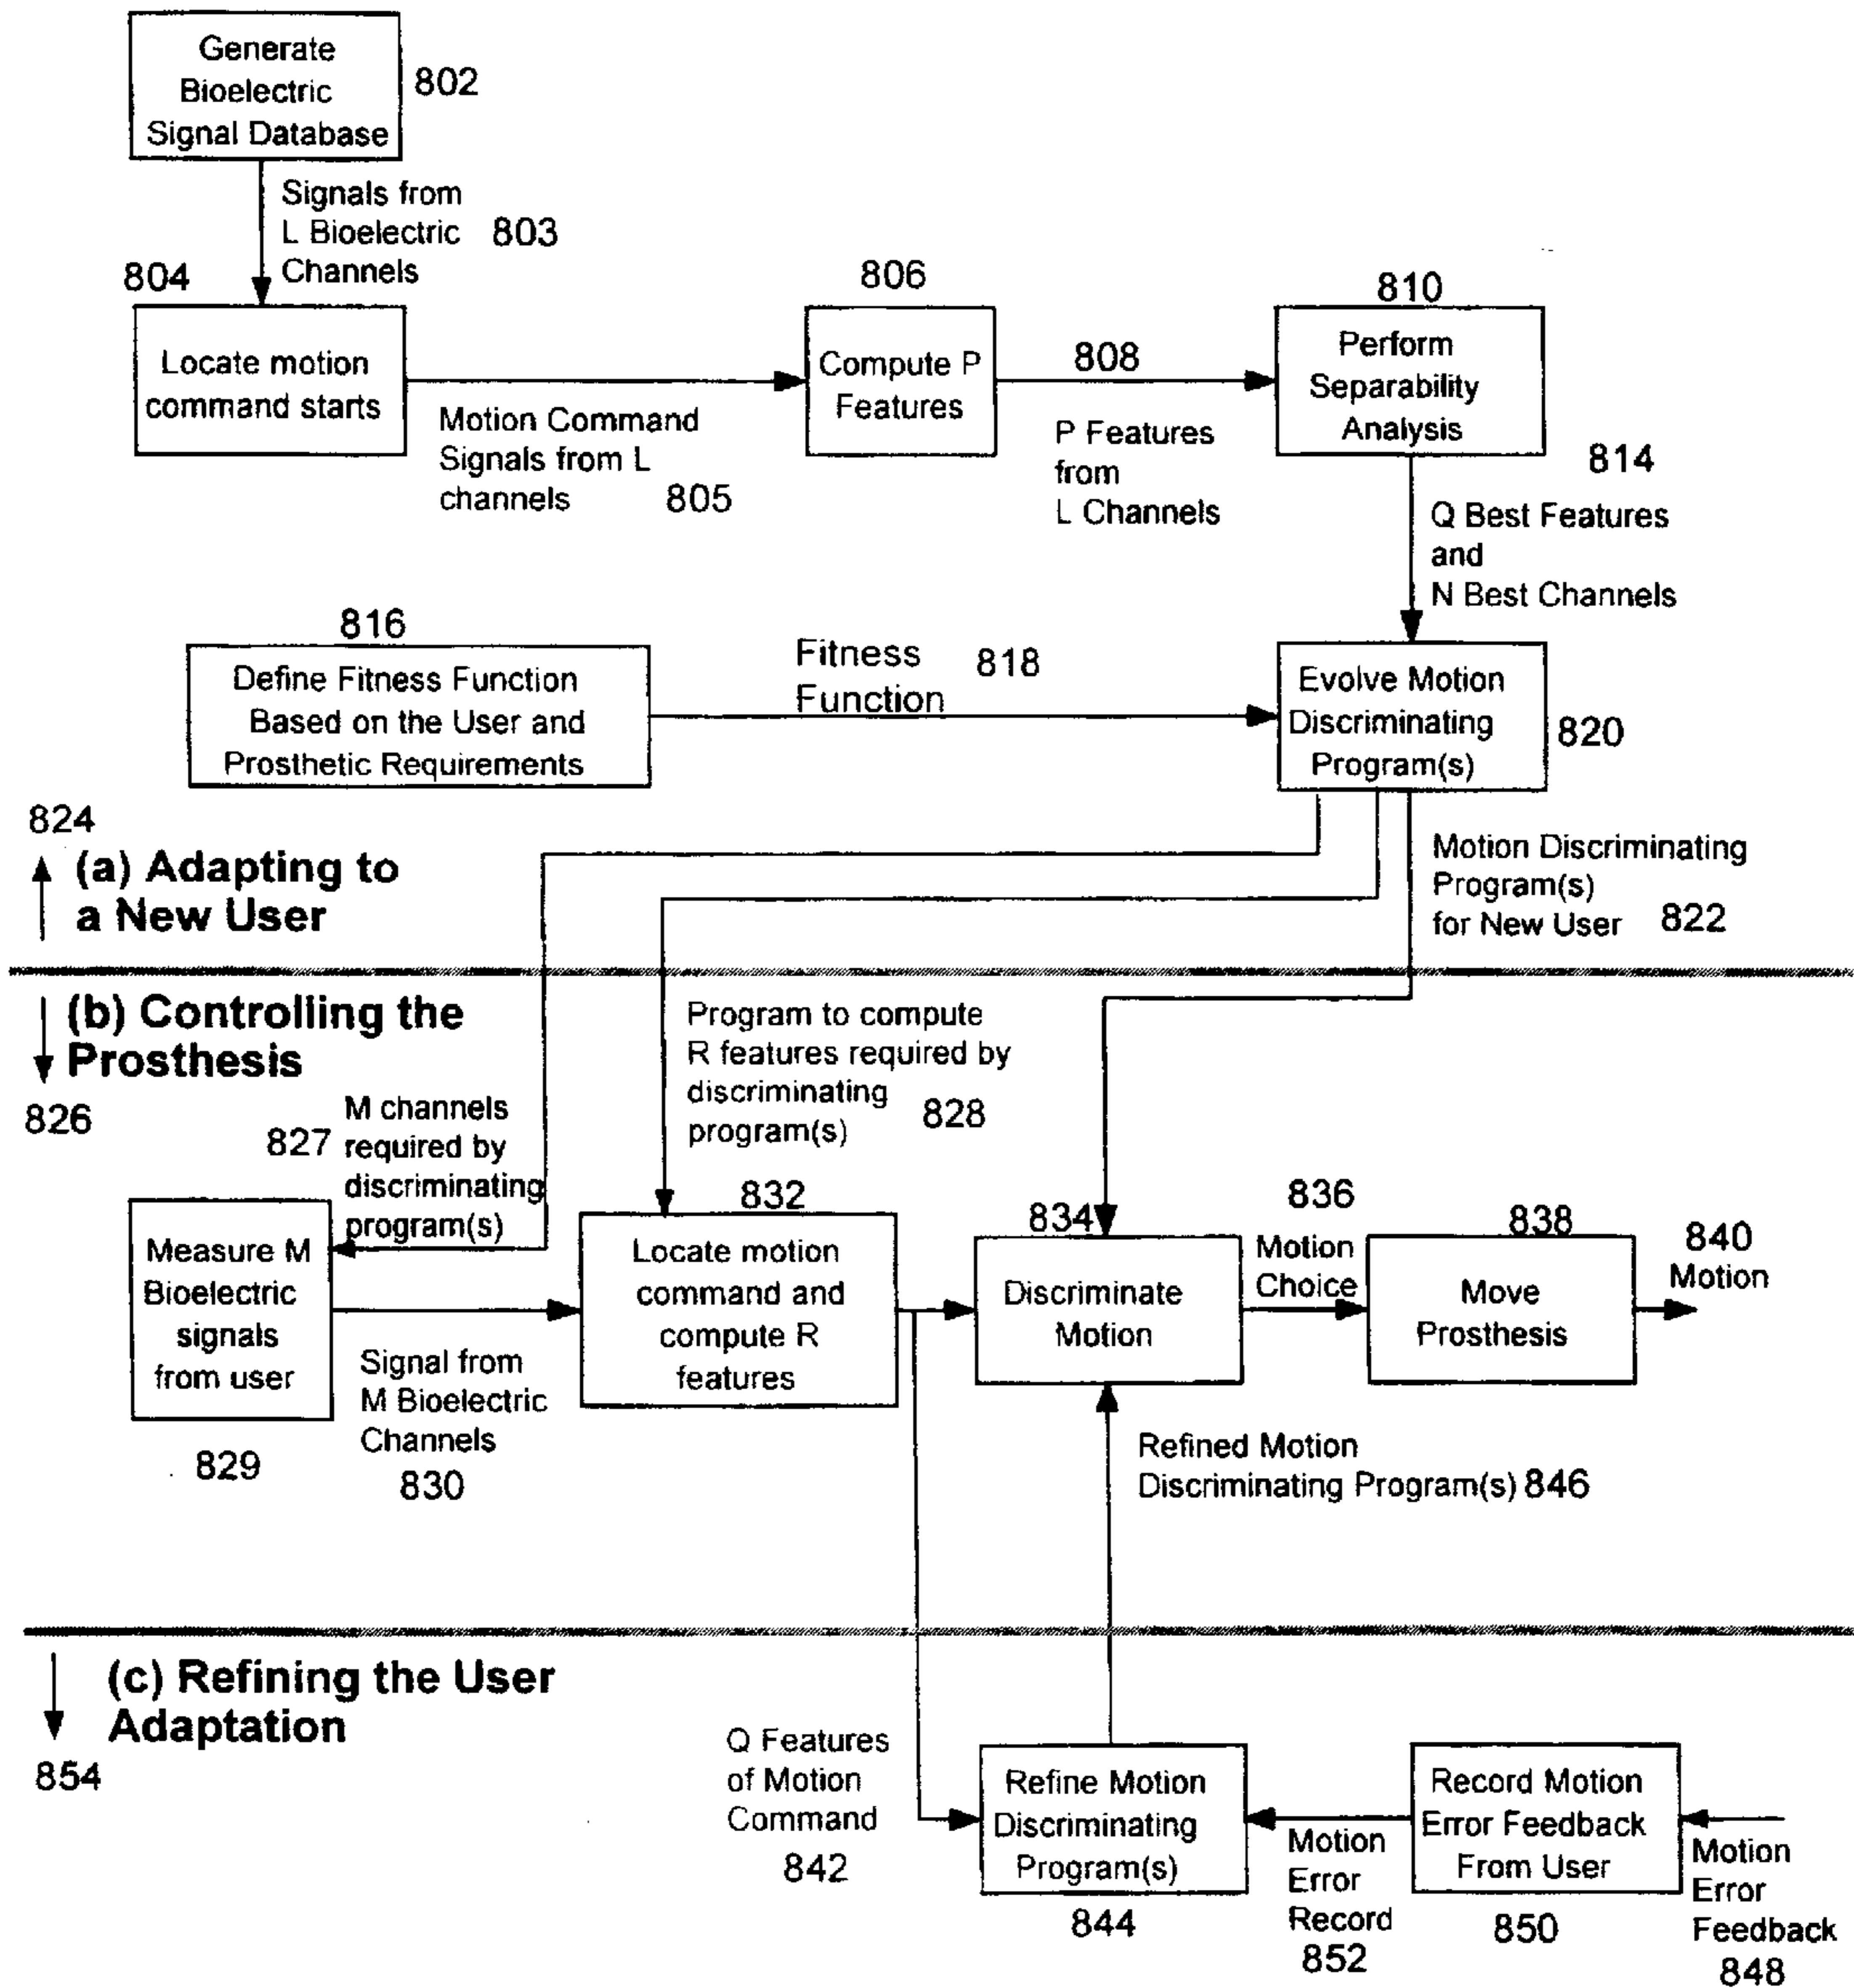 Generate
Bioelectric
Signal Database
802
Signals from
L Bioelectric
Channels
803
804
Locate motion
command starts
Motion Command
Signals from L
channels
805
806
Compute P
Features
808
P Features
from
L Channels
810
Perform
Separability
Analysis
814
Q Best Features
and
N Best Channels
816
Define Fitness Function
Based on the User and
Prosthetic Requirements
Fitness
Function
818
Evolve Motion
Discriminating
Program(s)
820
824
(a) Adapting to
a New User
Motion Discriminating
Program(s)
for New User
822
(b) Controlling the
Prosthesis
826
Program to compute
R features required by
discriminating
program(s)
828
827
M channels
required by
discriminating
program(s)
Measure M
Bioelectric
signals
from user
829
Signal from
M Bioelectric
Channels
830
832
Locate motion
command and
compute R
features
834
Discriminate
Motion
836
Motion
Choice
838
Move
Prosthesis
840
Motion
Refined Motion
Discriminating Program(s) 846
(c) Refining the User
Adaptation
854
Q Features
of Motion
Command
842
Refine Motion
Discriminating
Program(s)
844
Motion
Error
Record
852
Record Motion
Error Feedback
From User
850
Motion
Error
Feedback
848